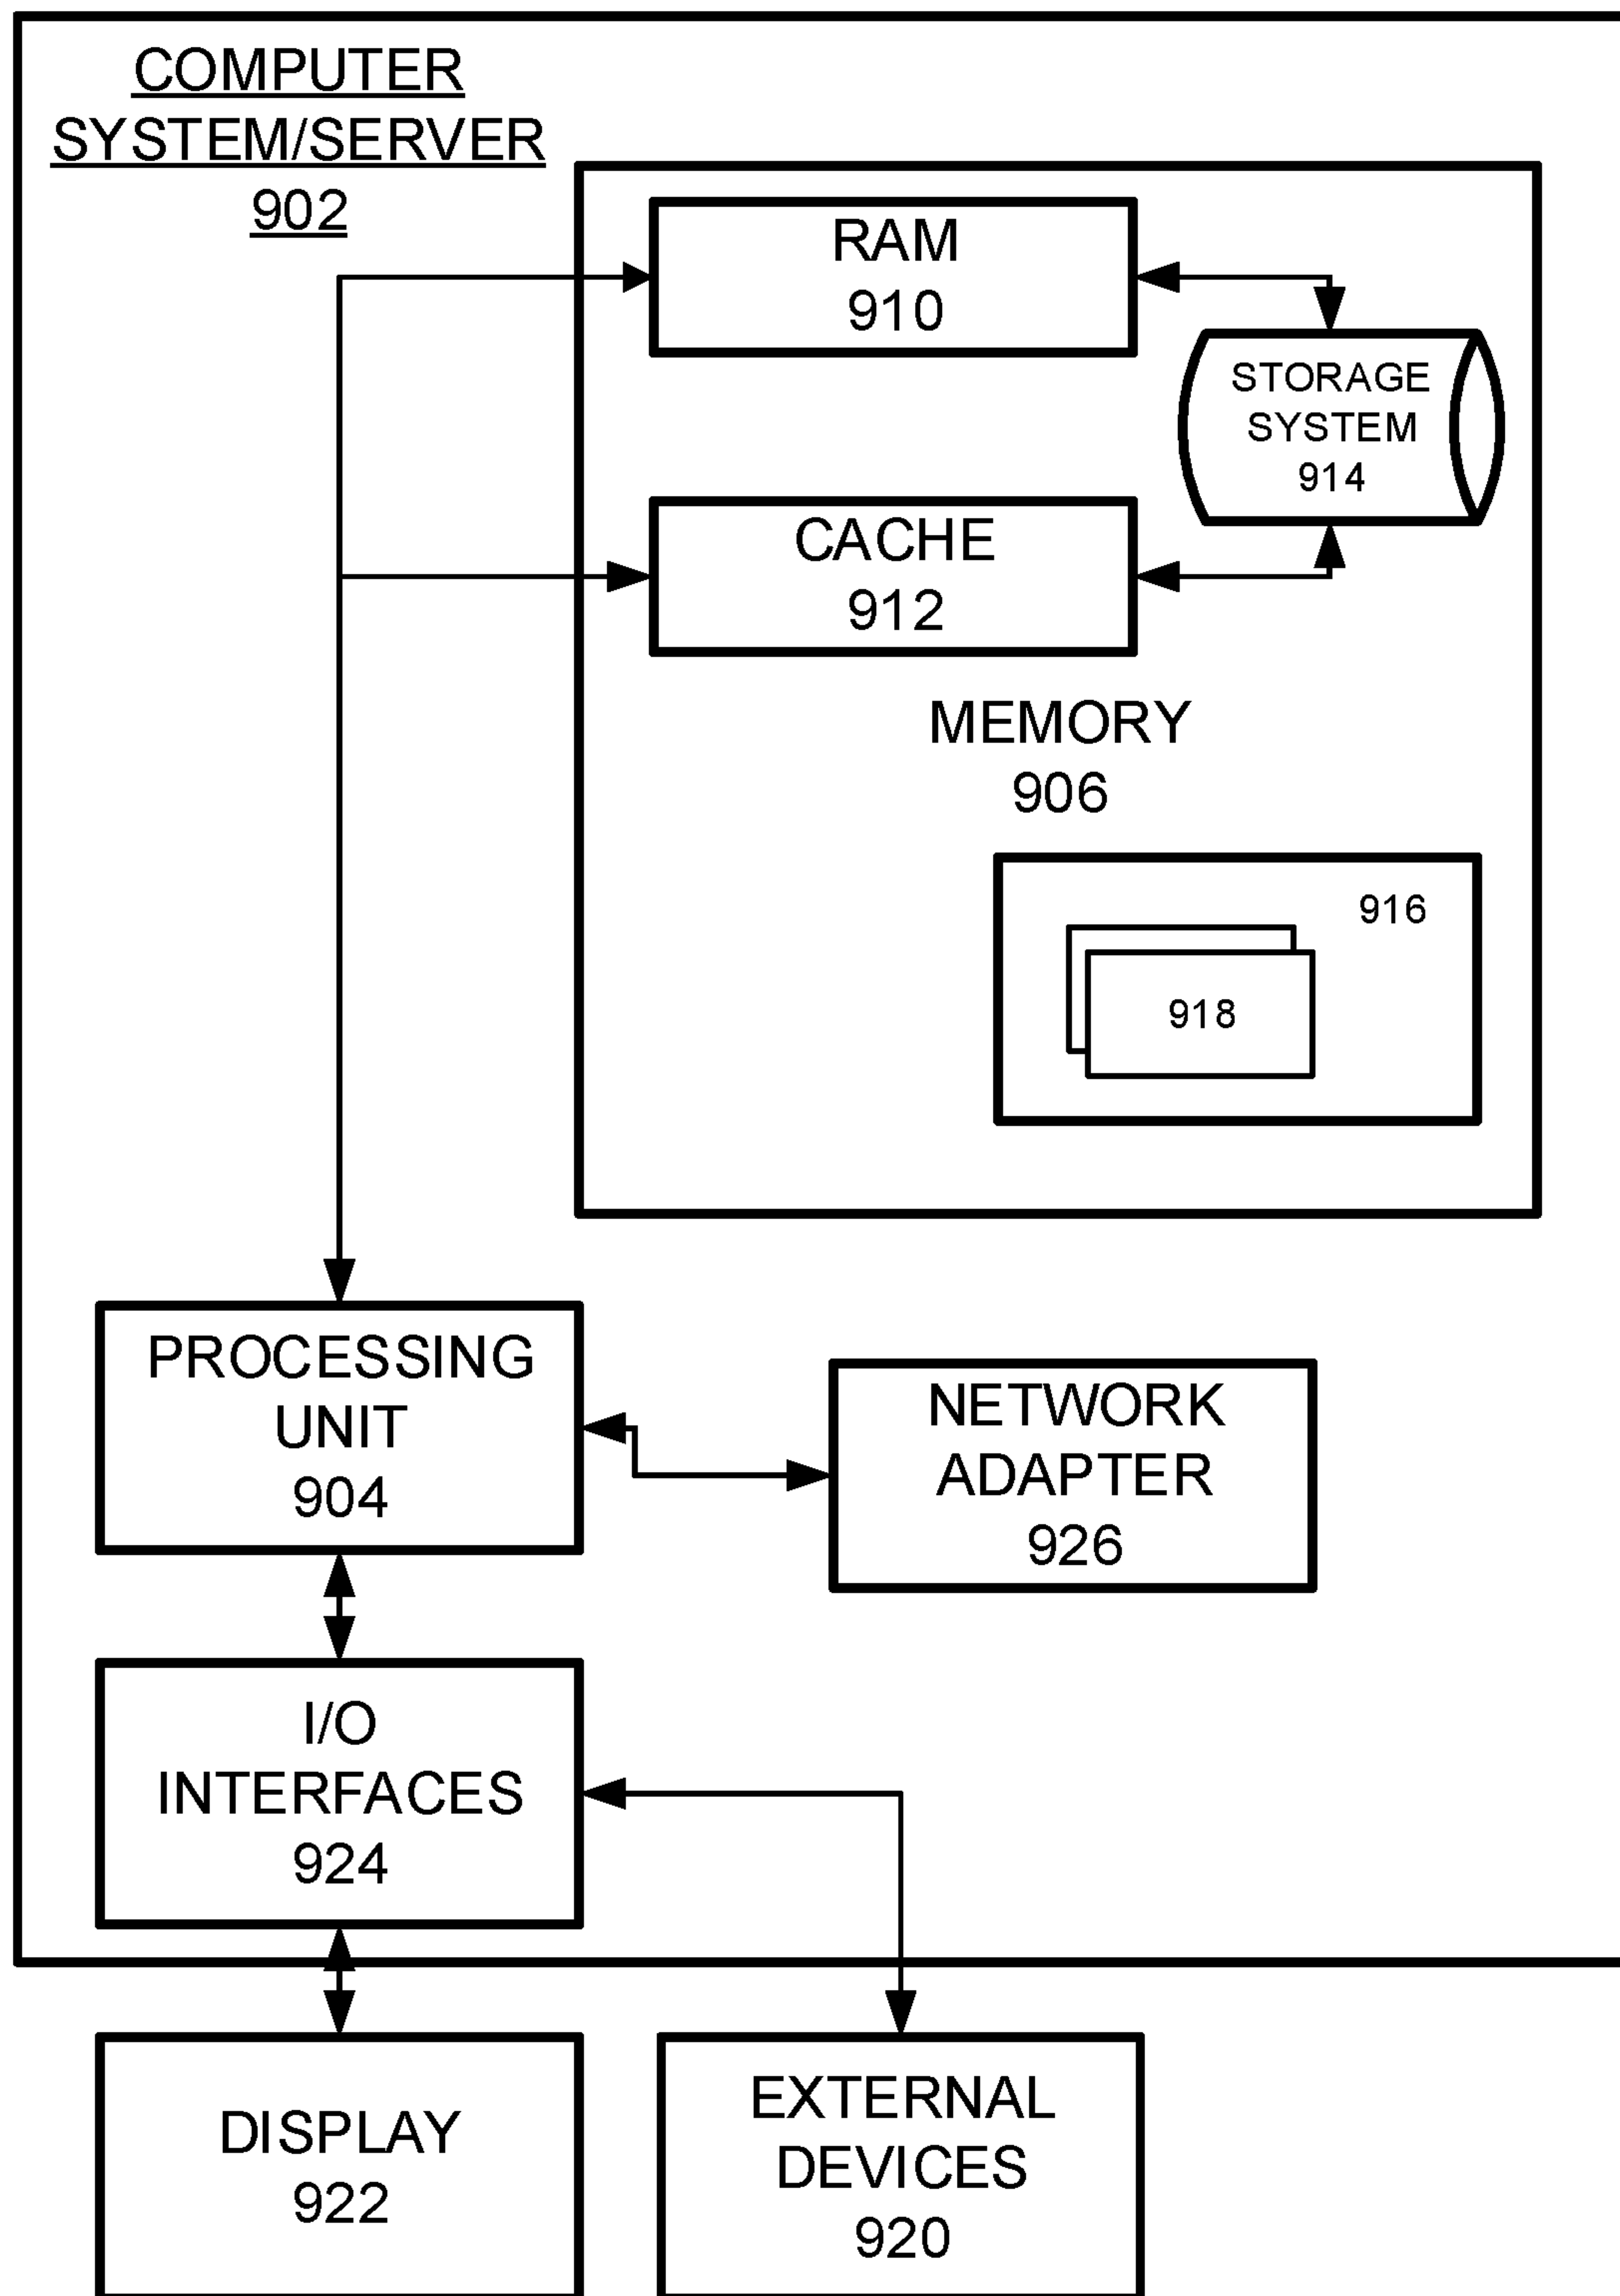 COMPUTER
SYSTEM/SERVER
902
RAM
910
STORAGE
SYSTEM
914
CACHE
912
MEMORY
906
916
918
PROCESSING
UNIT
904
NETWORK
ADAPTER
926
I/O
INTERFACES
924
DISPLAY
922
EXTERNAL
DEVICES
920